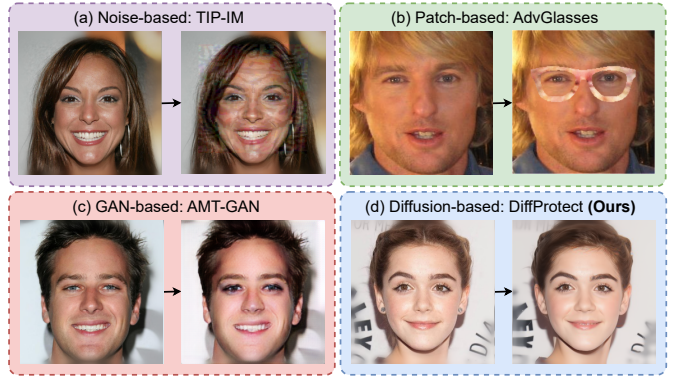 (a) Noise-based: TIP-IM
(b) Patch-based: AdvGlasses
(c) GAN-based: AMT-GAN
(d) Diffusion-based: DiffProtect (Ours)